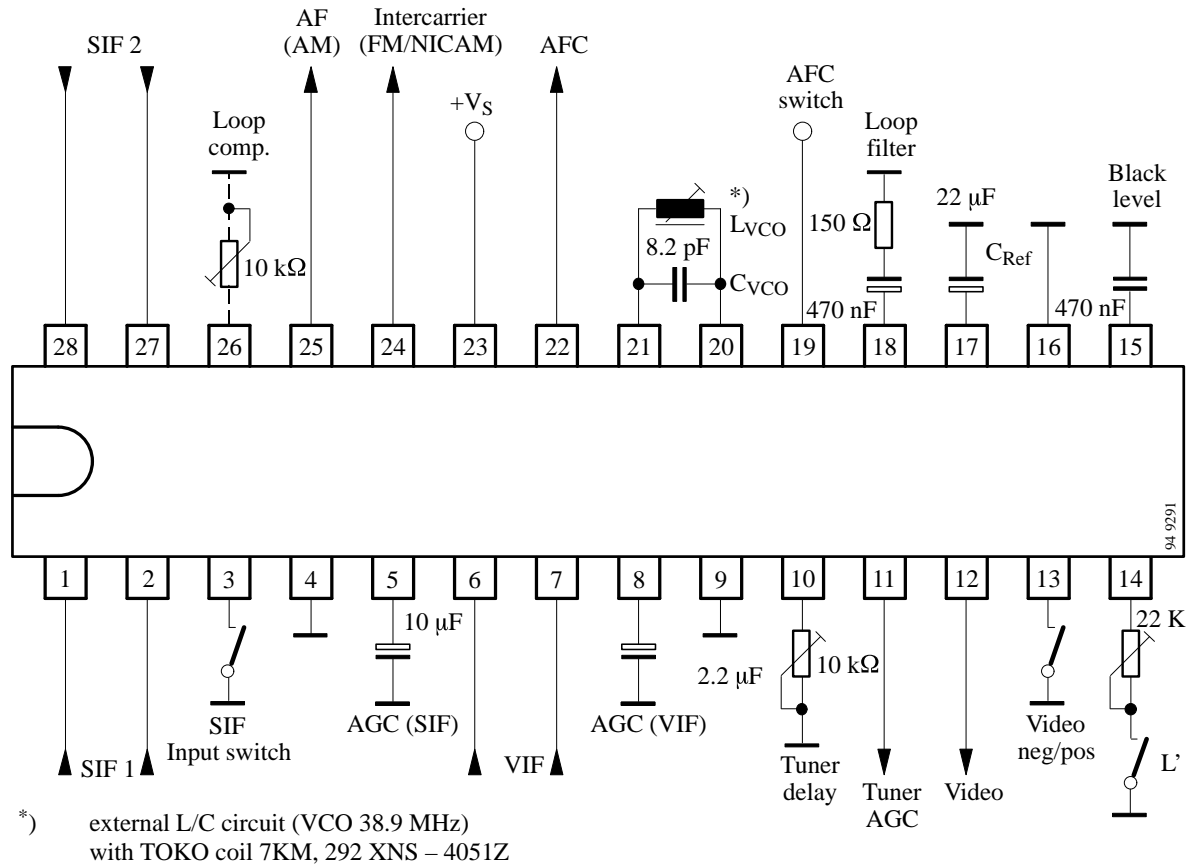 SIF 2
AF
(AM)
Intercarrier
(FM/NICAM)
AFC
+VS
AFC
switch
Loop
comp.
Loop
filter
Black
level
*)
LVCO
8.2 pF
CVCO
150 Ω
22 μF
CRef
10 kΩ
470 nF
470 nF
28 27 26 25 24 23 22 21 20 19 18 17 16 15
94 9291
1 2 3 4 5 6 7 8 9 10 11 12 13 14
10 μF
2.2 μF
10 kΩ
22 K
SIF
Input switch
AGC (SIF)
AGC (VIF)
SIF 1
VIF
Tuner
delay
Tuner
AGC
Video
Video
neg/pos
L’
*) external L/C circuit (VCO 38.9 MHz)
with TOKO coil 7KM, 292 XNS – 4051Z